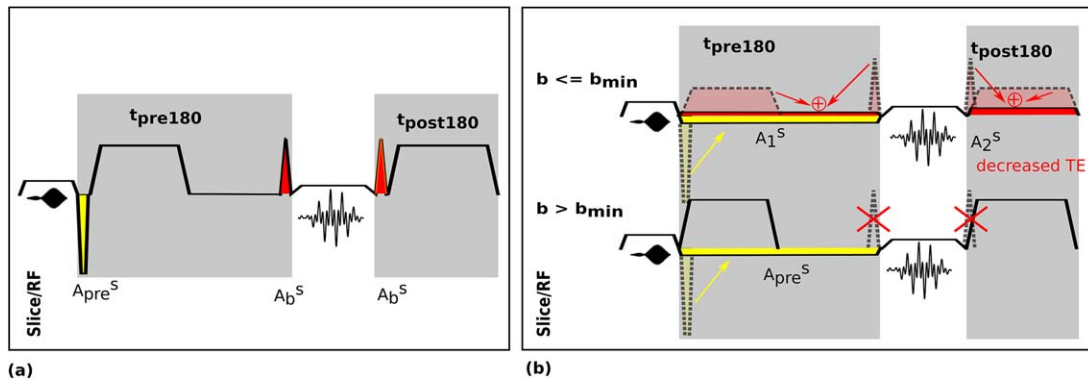 tpre180
tpost180
Apre^S
Ab^S
Ab^S
Slice/RF
(a)
tpre180
tpost180
b <= bmin
A1^S
A2^S
decreased TE
b > bmin
Apre^S
Slice/RF
(b)